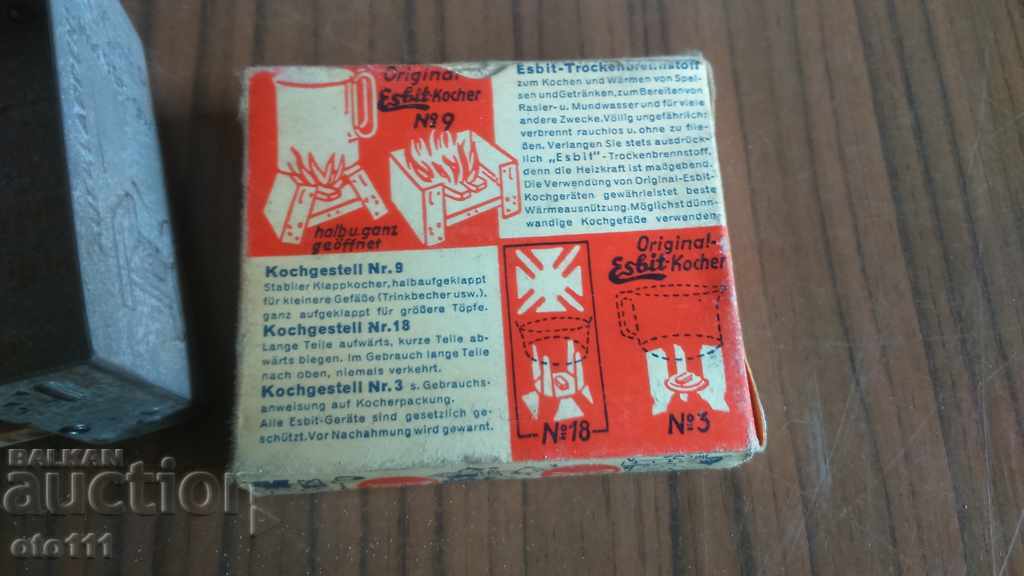 Original-
Esbit-Kocher
№9
halb u. ganz
geöffnet
Esbit-Trockenbrennstoff
zum Kochen und Wärmen von Spei-
sen und Getränken, zum Bereiten von
Rasier- u. Mundwasser und für viele
andere Zwecke. Völlig ungefährlich:
verbrennt rauchlos u. ohne zu flie-
ßen. Verlangen Sie stets ausdrück-
lich „Esbit"-Trockenbrennstoff,
denn die Heizkraft ist maßgebend.
Die Verwendung von Original-Esbit-
Kochgeräten gewährleistet beste
Wärmeausnützung. Möglichst dünn-
wandige Kochgefäße verwenden
Kochgestell Nr. 9
Stabiler Klappkocher, halbaufgeklappt
für kleinere Gefäße (Trinkbecher usw.),
ganz aufgeklappt für größere Töpfe.
Kochgestell Nr. 18
Lange Teile aufwärts, kurze Teile ab-
wärts biegen. Im Gebrauch lange Teile
nach oben, niemals verkehrt.
Kochgestell Nr. 3 s. Gebrauchs-
anweisung auf Kocherpackung.
Alle Esbit-Geräte sind gesetzlich ge-
schützt. Vor Nachahmung wird gewarnt.
Original-
Esbit-Kocher
№18
№3
BALKAN
auction
oto111